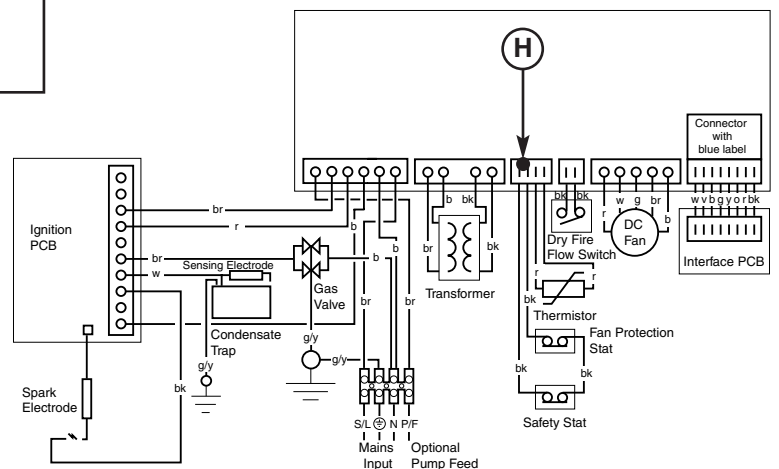 H
Connector
with
blue label
Ignition
PCB
br
r
br
w
Sensing Electrode
Gas
Valve
Condensate
Trap
g/y
g/y
g/y
bk
Spark
Electrode
b
b
b
br
br
S/L N P/F
Mains
Input
Optional
Pump Feed
b bk
br
bk
Transformer
bk bk
Dry Fire
Flow Switch
r w g br b
DC
Fan
w v b g y o r bk
Interface PCB
r
r
Thermistor
bk
Fan Protection
Stat
bk
bk
Safety Stat